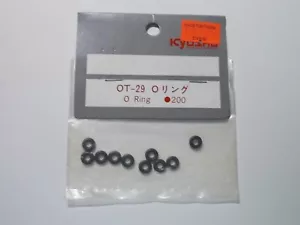 Kyosho
OT-29 Oリング
O Ring ●200